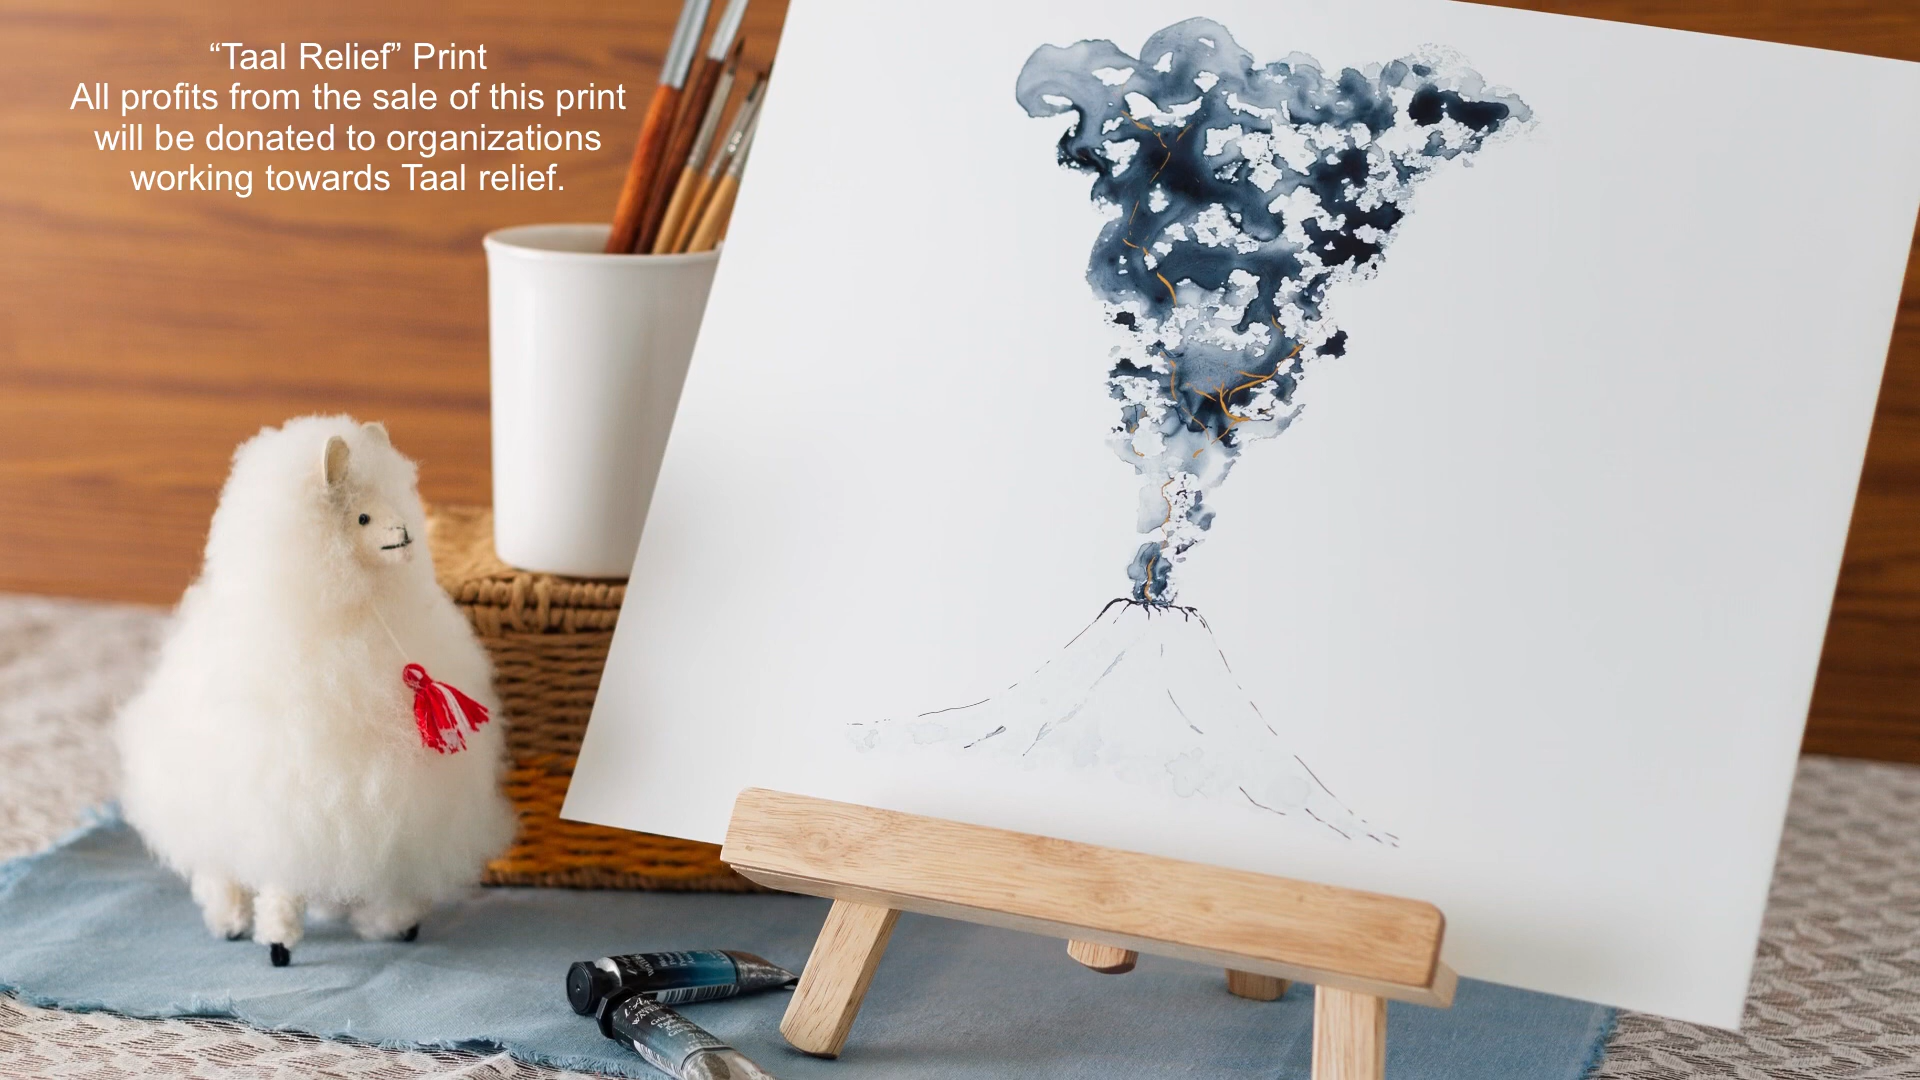 “Taal Relief” Print
All profits from the sale of this print
will be donated to organizations
working towards Taal relief.